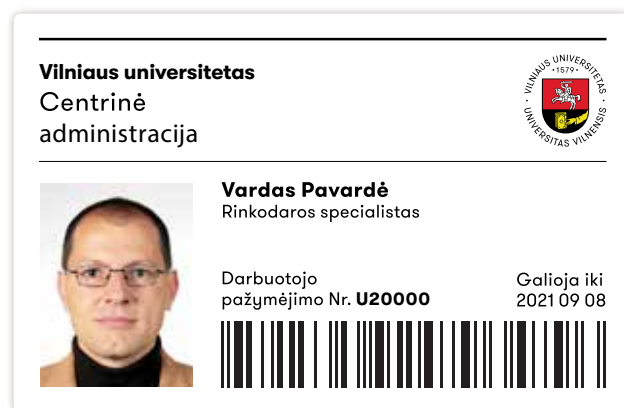 Vilniaus universitetas
Centrinė
administracija
VILNIAUS UNIVERSITETAS
·1579·
UNIVERSITAS VILNENSIS
Vardas Pavardė
Rinkodaros specialistas
Darbuotojo
pažymėjimo Nr. U20000
Galioja iki
2021 09 08